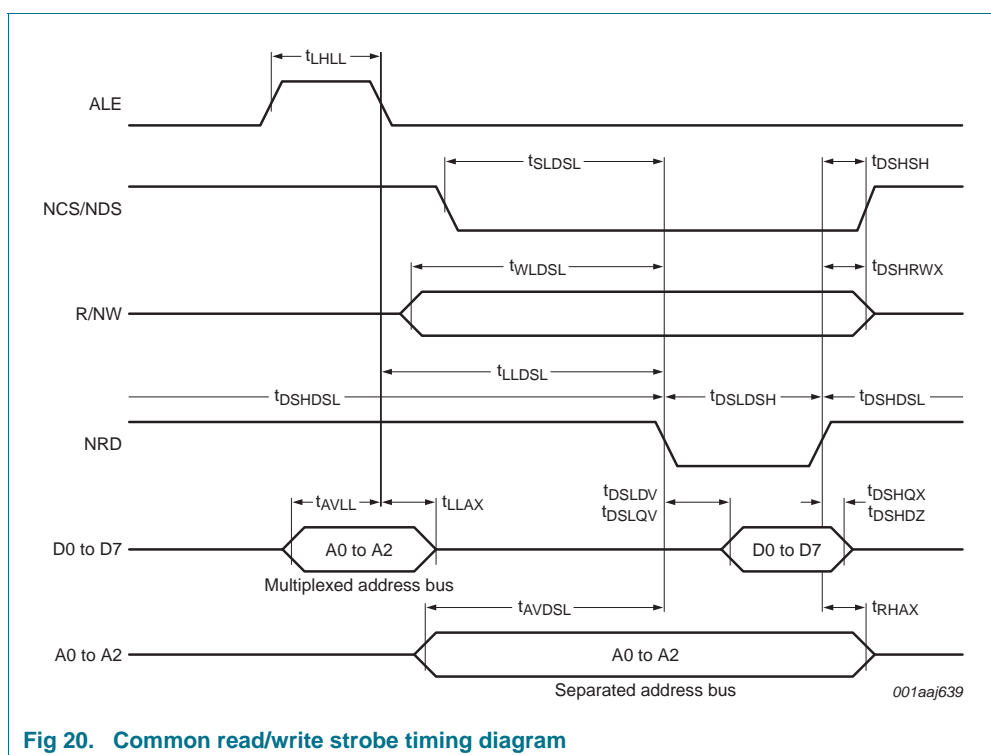 tLHLL
ALE
tSLDSL
tDSHSH
NCS/NDS
tWLDSL
tDSHRWX
R/NW
tLLDSL
tDSHDSL
tDSLDSH
tDSHDSL
NRD
tAVLL
tLLAX
tDSLDV
tDSLQV
tDSHQX
tDSHDZ
D0 to D7
A0 to A2
D0 to D7
Multiplexed address bus
tAVDSL
tRHAX
A0 to A2
A0 to A2
Separated address bus
001aaj639
Fig 20. Common read/write strobe timing diagram